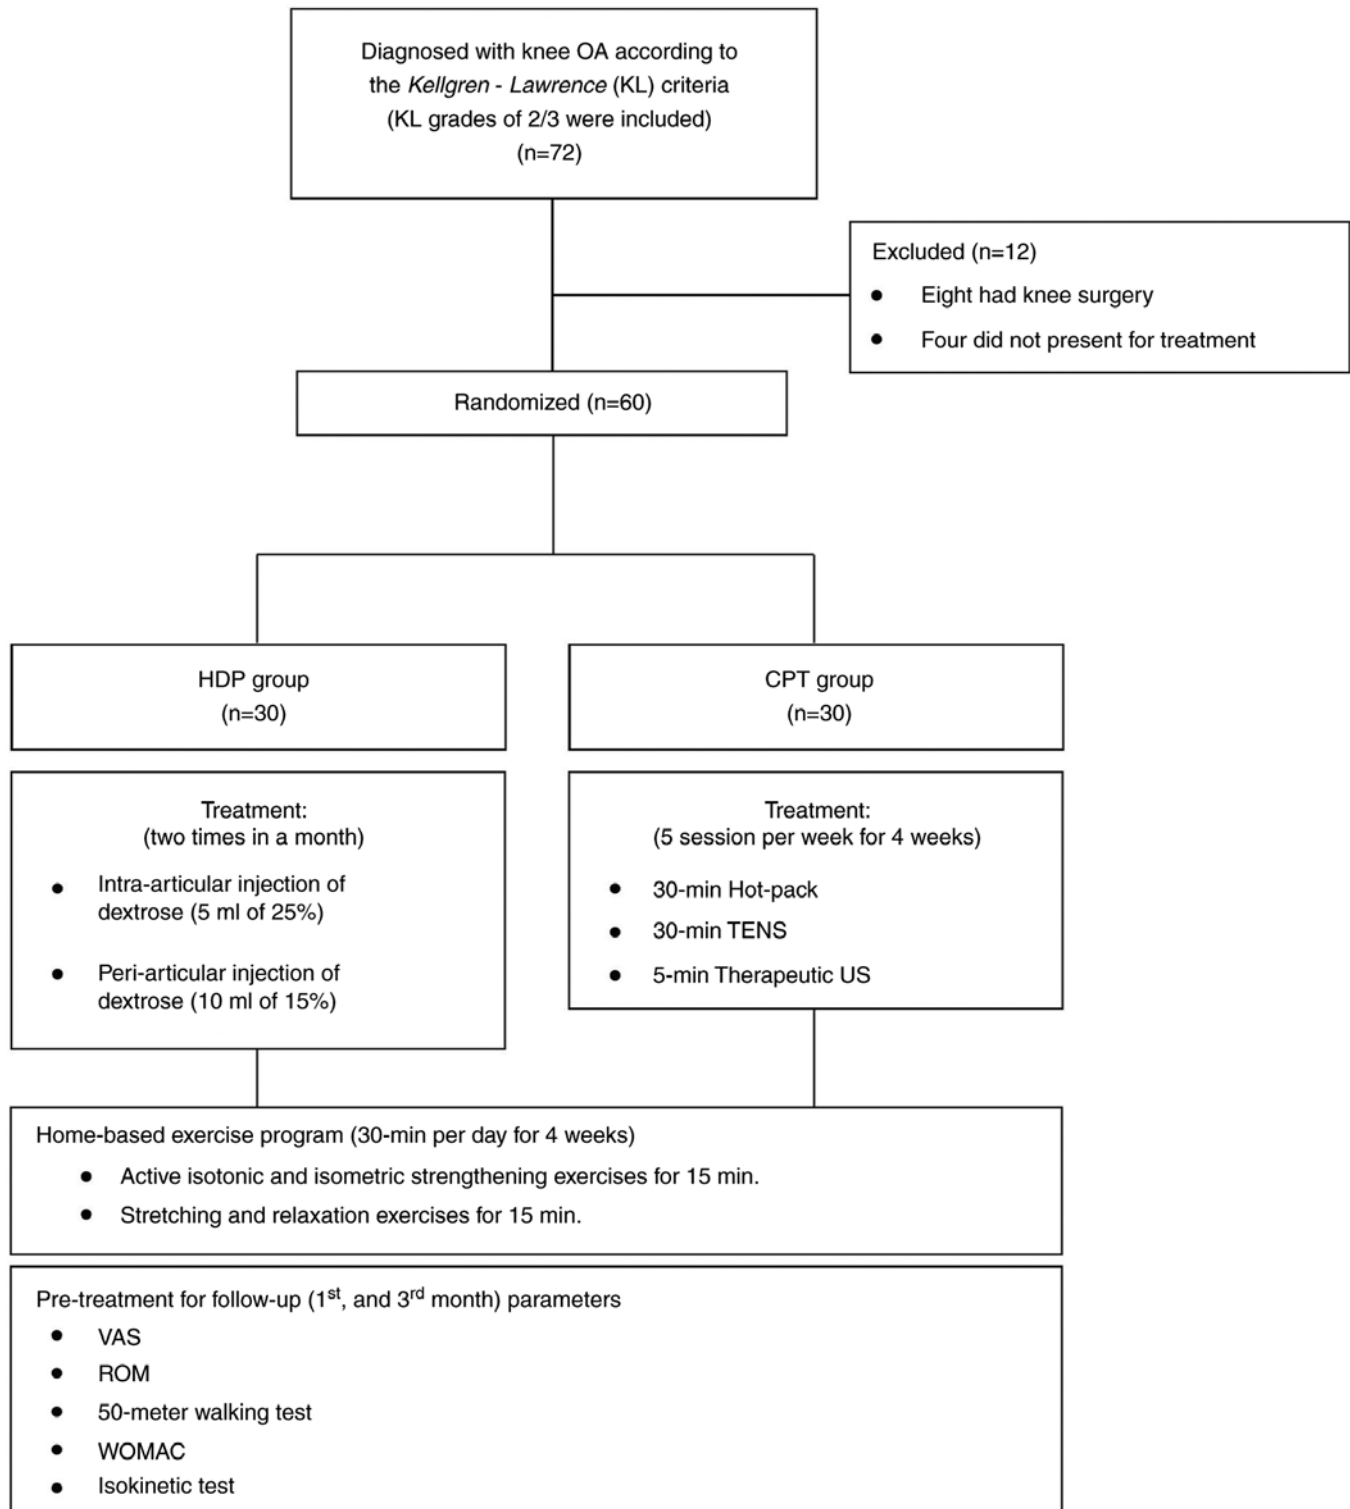 Diagnosed with knee OA according to
the Kellgren - Lawrence (KL) criteria
(KL grades of 2/3 were included)
(n=72)
Excluded (n=12)
● Eight had knee surgery
● Four did not present for treatment
Randomized (n=60)
HDP group
(n=30)
CPT group
(n=30)
Treatment:
(two times in a month)
● Intra-articular injection of
dextrose (5 ml of 25%)
● Peri-articular injection of
dextrose (10 ml of 15%)
Treatment:
(5 session per week for 4 weeks)
● 30-min Hot-pack
● 30-min TENS
● 5-min Therapeutic US
Home-based exercise program (30-min per day for 4 weeks)
● Active isotonic and isometric strengthening exercises for 15 min.
● Stretching and relaxation exercises for 15 min.
Pre-treatment for follow-up (1st, and 3rd month) parameters
● VAS
● ROM
● 50-meter walking test
● WOMAC
● Isokinetic test